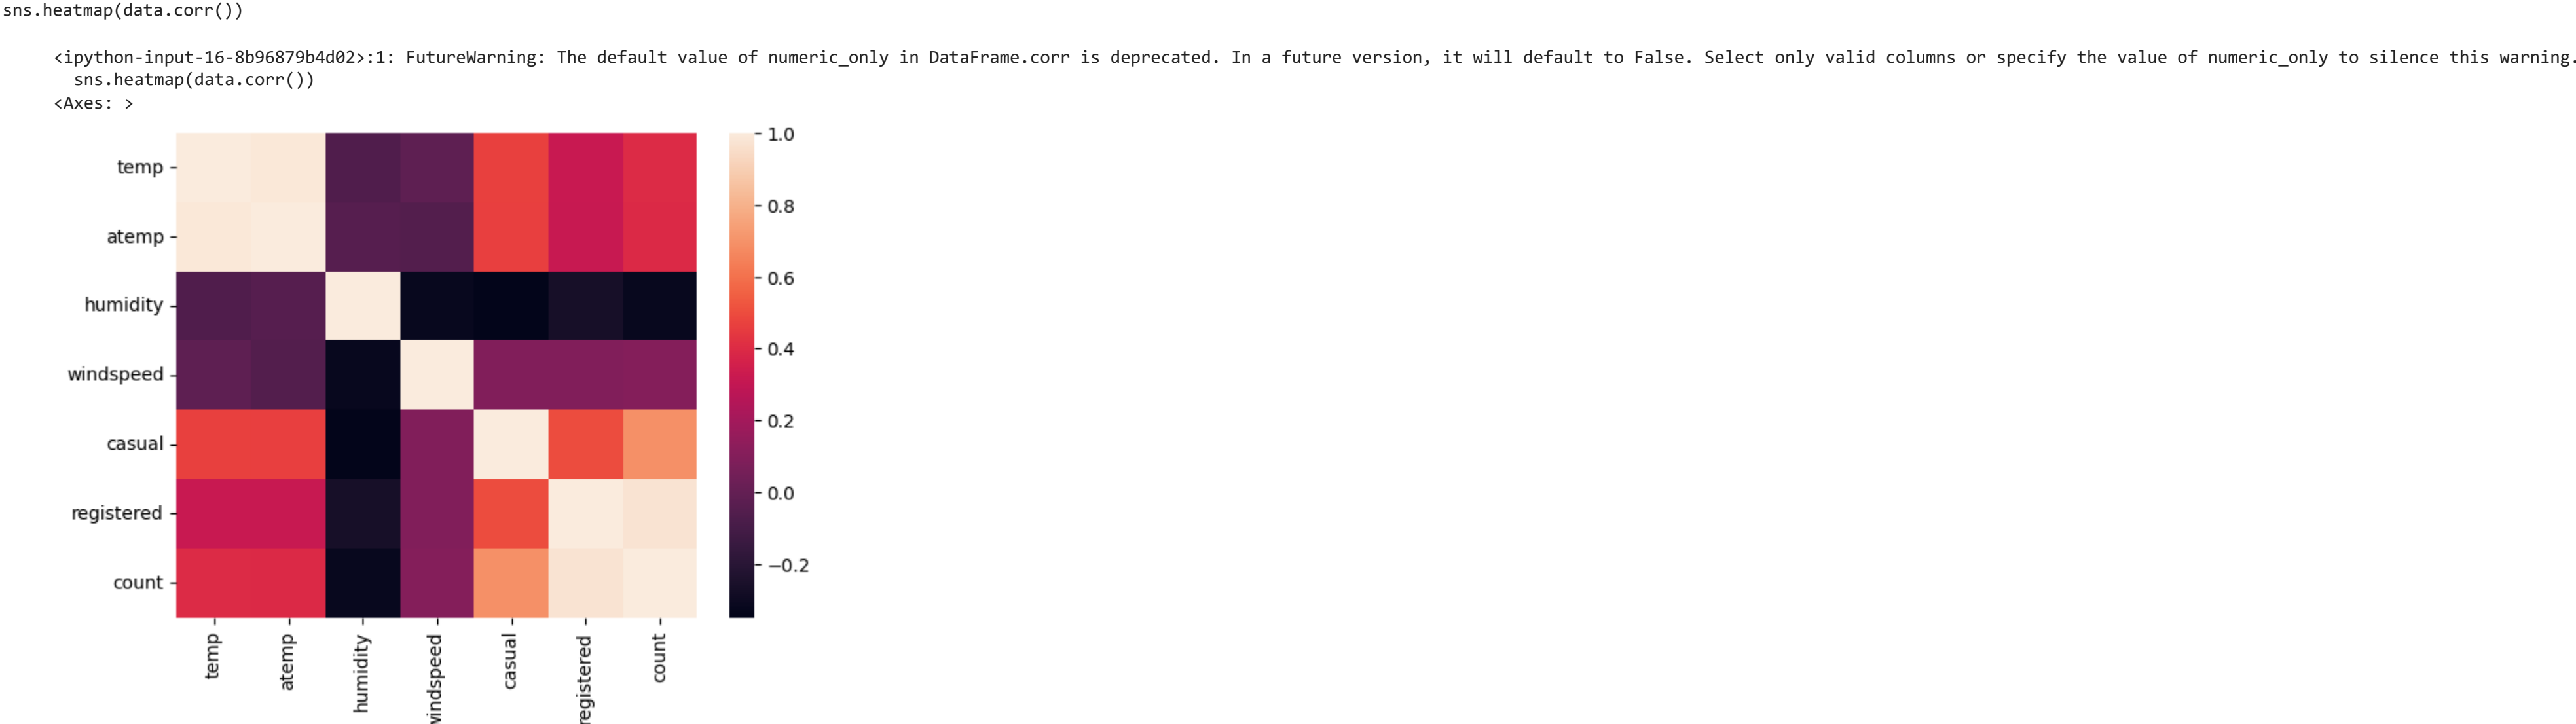 sns.heatmap(data.corr())
<ipython-input-16-8b96879b4d02>:1: FutureWarning: The default value of numeric_only in DataFrame.corr is deprecated. In a future version, it will default to False. Select only valid columns or specify the value of numeric_only to silence this warning.
sns.heatmap(data.corr())
<Axes: >
1.0
temp
0.8
atemp
0.6
humidity
0.4
windspeed
0.2
casual
0.0
registered
-0.2
count
temp
atemp
humidity
windspeed
casual
registered
count